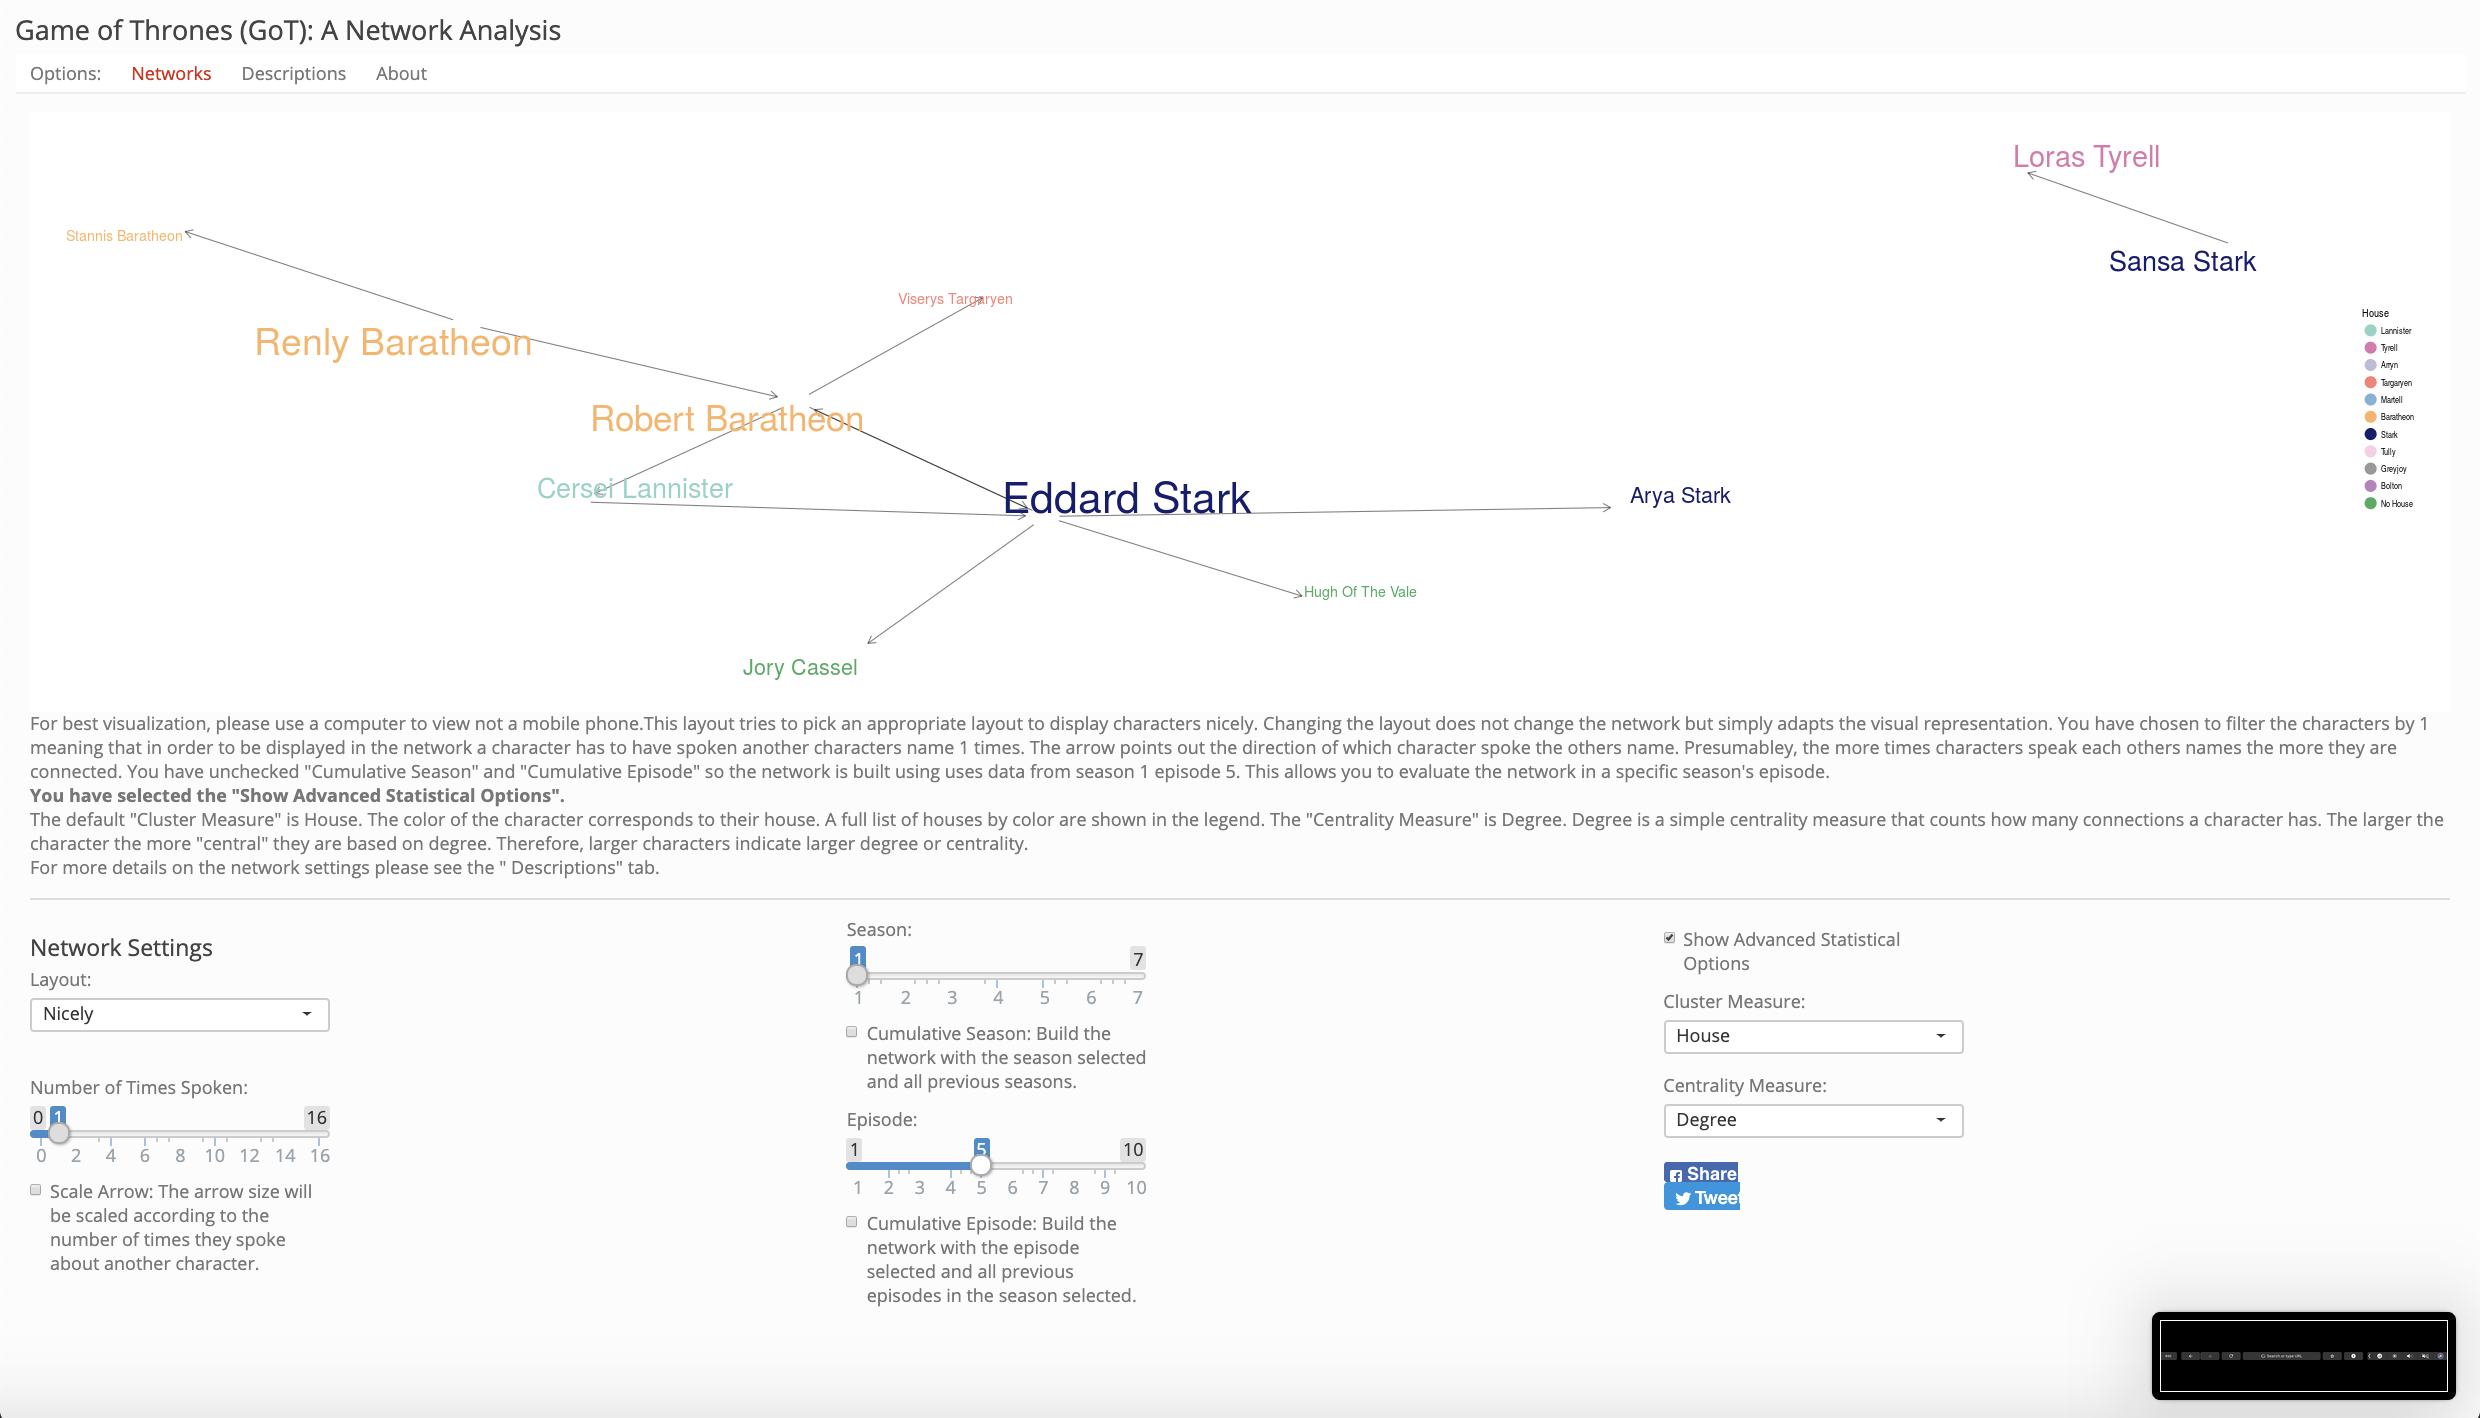 Game of Thrones (GoT): A Network Analysis
Options: Networks Descriptions About
Loras Tyrell
Stannis Baratheon
Sansa Stark
Viserys Targaryen
Renly Baratheon
Robert Baratheon
Cersei Lannister
Eddard Stark
Arya Stark
Hugh Of The Vale
Jory Cassel
House
Lannister
Tyrell
Arryn
Targaryen
Martell
Baratheon
Stark
Tully
Greyjoy
Bolton
No House
For best visualization, please use a computer to view not a mobile phone.This layout tries to pick an appropriate layout to display characters nicely. Changing the layout does not change the network but simply adapts the visual representation. You have chosen to filter the characters by 1
meaning that in order to be displayed in the network a character has to have spoken another characters name 1 times. The arrow points out the direction of which character spoke the others name. Presumabley, the more times characters speak each others names the more they are
connected. You have unchecked "Cumulative Season" and "Cumulative Episode" so the network is built using uses data from season 1 episode 5. This allows you to evaluate the network in a specific season's episode.
You have selected the "Show Advanced Statistical Options".
The default "Cluster Measure" is House. The color of the character corresponds to their house. A full list of houses by color are shown in the legend. The "Centrality Measure" is Degree. Degree is a simple centrality measure that counts how many connections a character has. The larger the
character the more "central" they are based on degree. Therefore, larger characters indicate larger degree or centrality.
For more details on the network settings please see the " Descriptions" tab.
Network Settings
Layout:
Nicely
Number of Times Spoken:
0 1 16
0 2 4 6 8 10 12 14 16
Scale Arrow: The arrow size will
be scaled according to the
number of times they spoke
about another character.
Season:
1 7
1 2 3 4 5 6 7
Cumulative Season: Build the
network with the season selected
and all previous seasons.
Episode:
1 5 10
1 2 3 4 5 6 7 8 9 10
Cumulative Episode: Build the
network with the episode
selected and all previous
episodes in the season selected.
Show Advanced Statistical
Options
Cluster Measure:
House
Centrality Measure:
Degree
Share
Tweet
Search or type URL